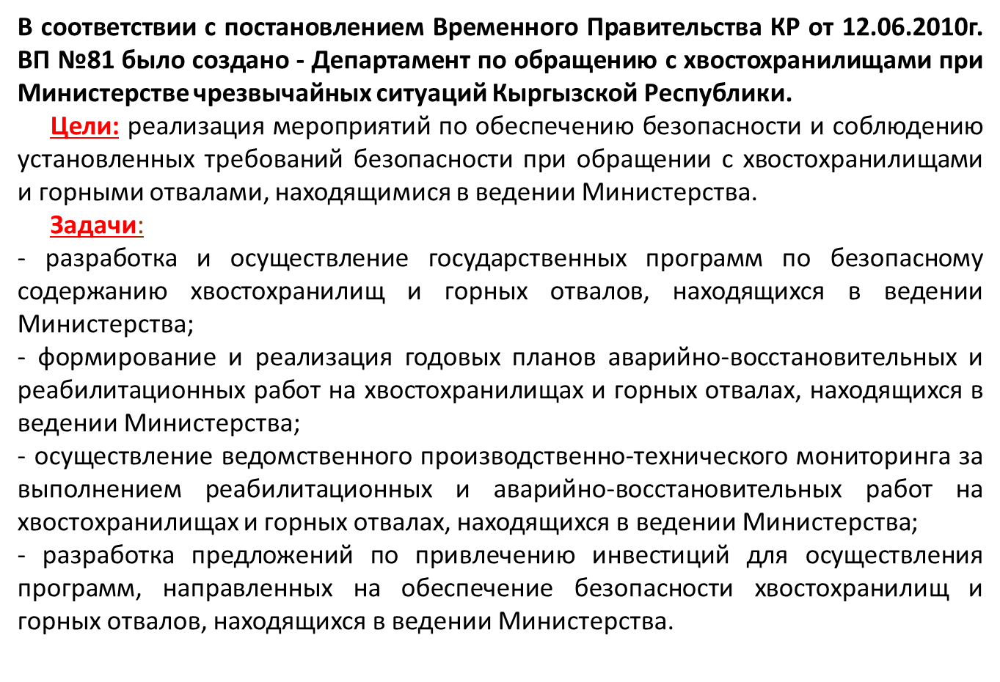 В соответствии с постановлением Временного Правительства КР от 12.06.2010г.
ВП №81 было создано - Департамент по обращению с хвостохранилищами при
Министерстве чрезвычайных ситуаций Кыргызской Республики.
Цели: реализация мероприятий по обеспечению безопасности и соблюдению
установленных требований безопасности при обращении с хвостохранилищами
и горными отвалами, находящимися в ведении Министерства.
Задачи:
- разработка и осуществление государственных программ по безопасному
содержанию хвостохранилищ и горных отвалов, находящихся в ведении
Министерства;
- формирование и реализация годовых планов аварийно-восстановительных и
реабилитационных работ на хвостохранилищах и горных отвалах, находящихся в
ведении Министерства;
- осуществление ведомственного производственно-технического мониторинга за
выполнением реабилитационных и аварийно-восстановительных работ на
хвостохранилищах и горных отвалах, находящихся в ведении Министерства;
- разработка предложений по привлечению инвестиций для осуществления
программ, направленных на обеспечение безопасности хвостохранилищ и
горных отвалов, находящихся в ведении Министерства.